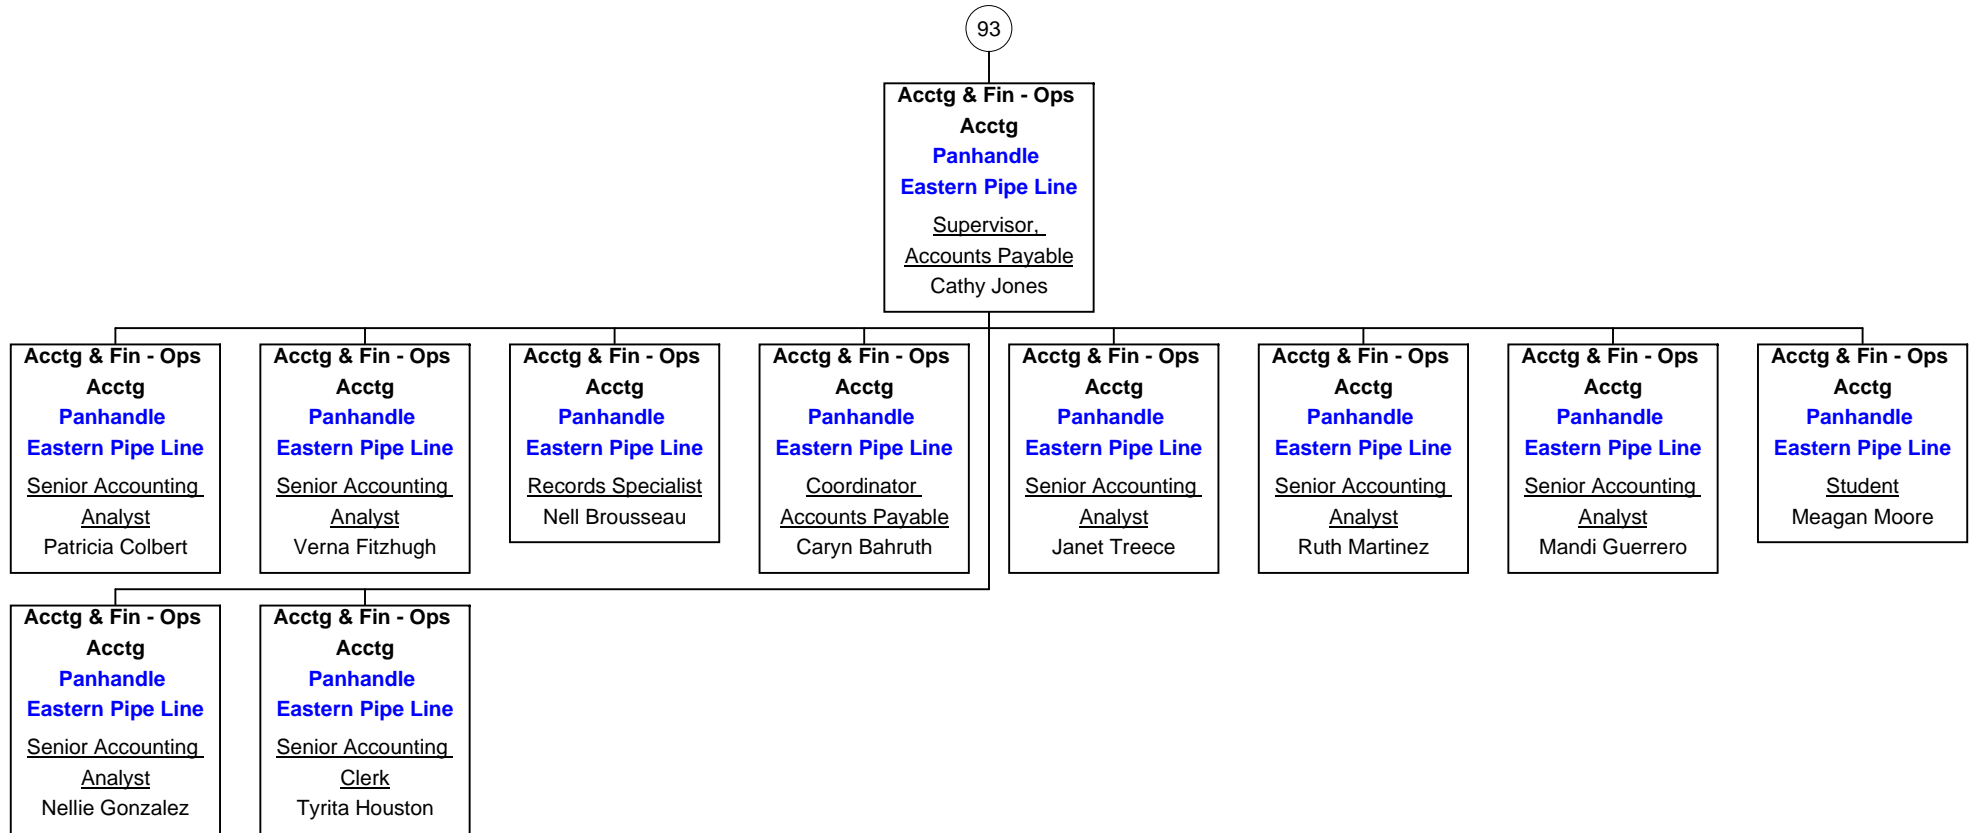 93
Acctg & Fin - Ops
Acctg
Panhandle
Eastern Pipe Line
Supervisor,
Accounts Payable
Cathy Jones
Acctg & Fin - Ops
Acctg
Panhandle
Eastern Pipe Line
Senior Accounting
Analyst
Patricia Colbert
Acctg & Fin - Ops
Acctg
Panhandle
Eastern Pipe Line
Senior Accounting
Analyst
Verna Fitzhugh
Acctg & Fin - Ops
Acctg
Panhandle
Eastern Pipe Line
Records Specialist
Nell Brousseau
Acctg & Fin - Ops
Acctg
Panhandle
Eastern Pipe Line
Coordinator
Accounts Payable
Caryn Bahruth
Acctg & Fin - Ops
Acctg
Panhandle
Eastern Pipe Line
Senior Accounting
Analyst
Janet Treece
Acctg & Fin - Ops
Acctg
Panhandle
Eastern Pipe Line
Senior Accounting
Analyst
Ruth Martinez
Acctg & Fin - Ops
Acctg
Panhandle
Eastern Pipe Line
Senior Accounting
Analyst
Mandi Guerrero
Acctg & Fin - Ops
Acctg
Panhandle
Eastern Pipe Line
Student
Meagan Moore
Acctg & Fin - Ops
Acctg
Panhandle
Eastern Pipe Line
Senior Accounting
Analyst
Nellie Gonzalez
Acctg & Fin - Ops
Acctg
Panhandle
Eastern Pipe Line
Senior Accounting
Clerk
Tyrita Houston